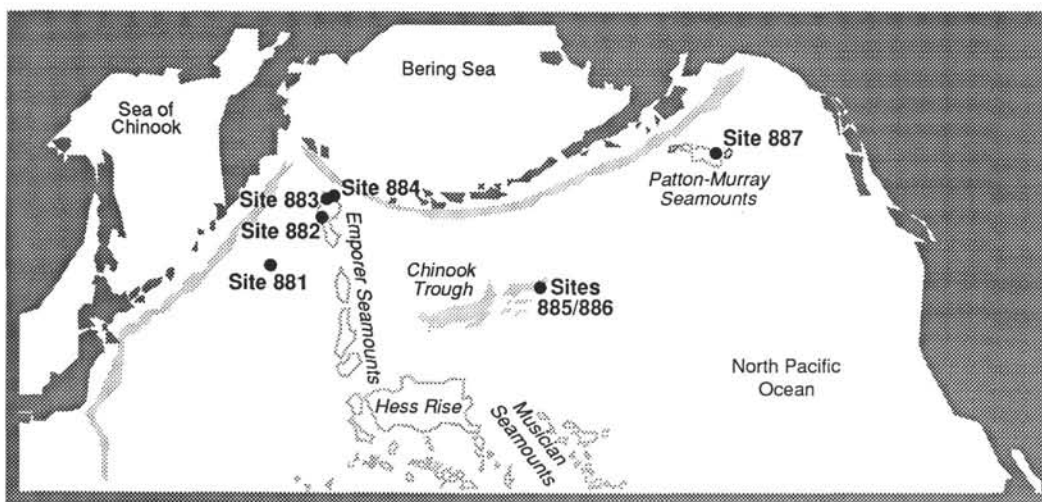 Bering Sea
Sea of
Chinook
Site 887
Patton-Murray
Seamounts
Site 884
Site 883
Site 882
Site 881
Emporer Seamounts
Chinook
Trough
Sites
885/886
North Pacific
Ocean
Hess Rise
Musician
Seamounts